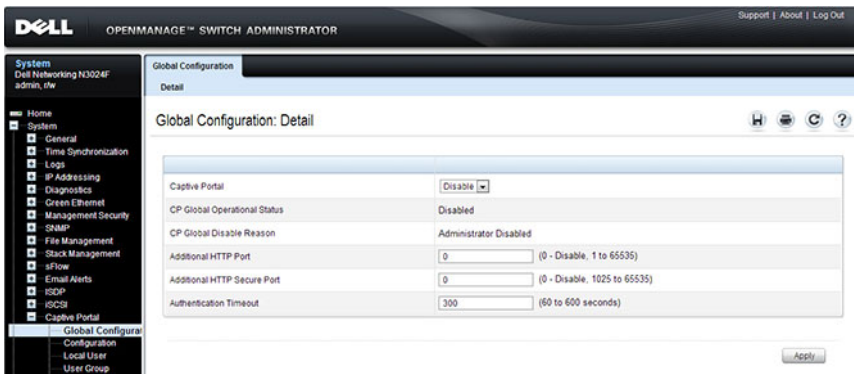 Support | About | Log Out
DELL OPENMANAGE™ SWITCH ADMINISTRATOR
System
Dell Networking N3024F
admin, r/w
Home
System
General
Time Synchronization
Logs
IP Addressing
Diagnostics
Green Ethernet
Management Security
SNMP
File Management
Stack Management
sFlow
Email Alerts
ISDP
iSCSI
Captive Portal
Global Configurat
Configuration
Local User
User Group
Global Configuration
Detail
Global Configuration: Detail
Captive Portal Disable
CP Global Operational Status Disabled
CP Global Disable Reason Administrator Disabled
Additional HTTP Port 0 (0 - Disable, 1 to 65535)
Additional HTTP Secure Port 0 (0 - Disable, 1025 to 65535)
Authentication Timeout 300 (60 to 600 seconds)
Apply